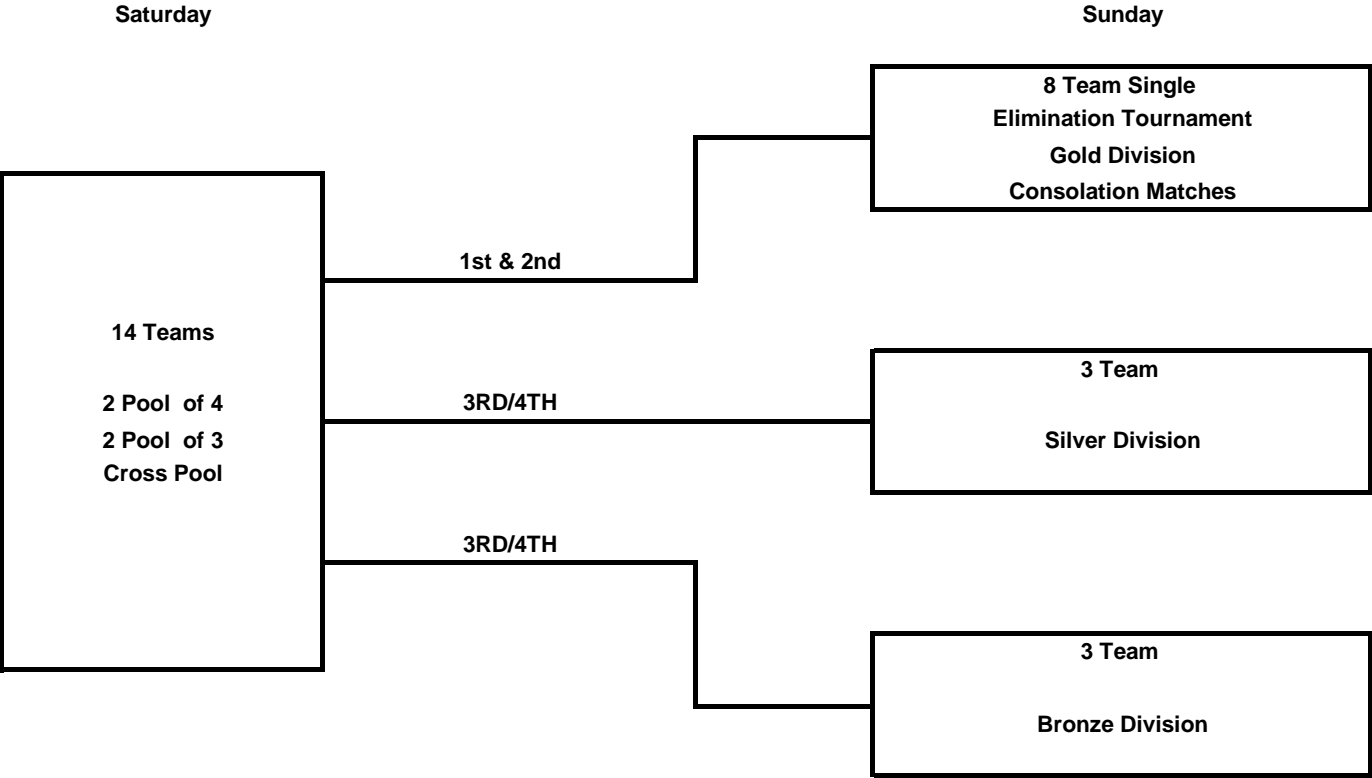 Saturday
Sunday
8 Team Single
Elimination Tournament
Gold Division
Consolation Matches
1st & 2nd
14 Teams
2 Pool of 4
2 Pool of 3
Cross Pool
3RD/4TH
3 Team
Silver Division
3RD/4TH
3 Team
Bronze Division